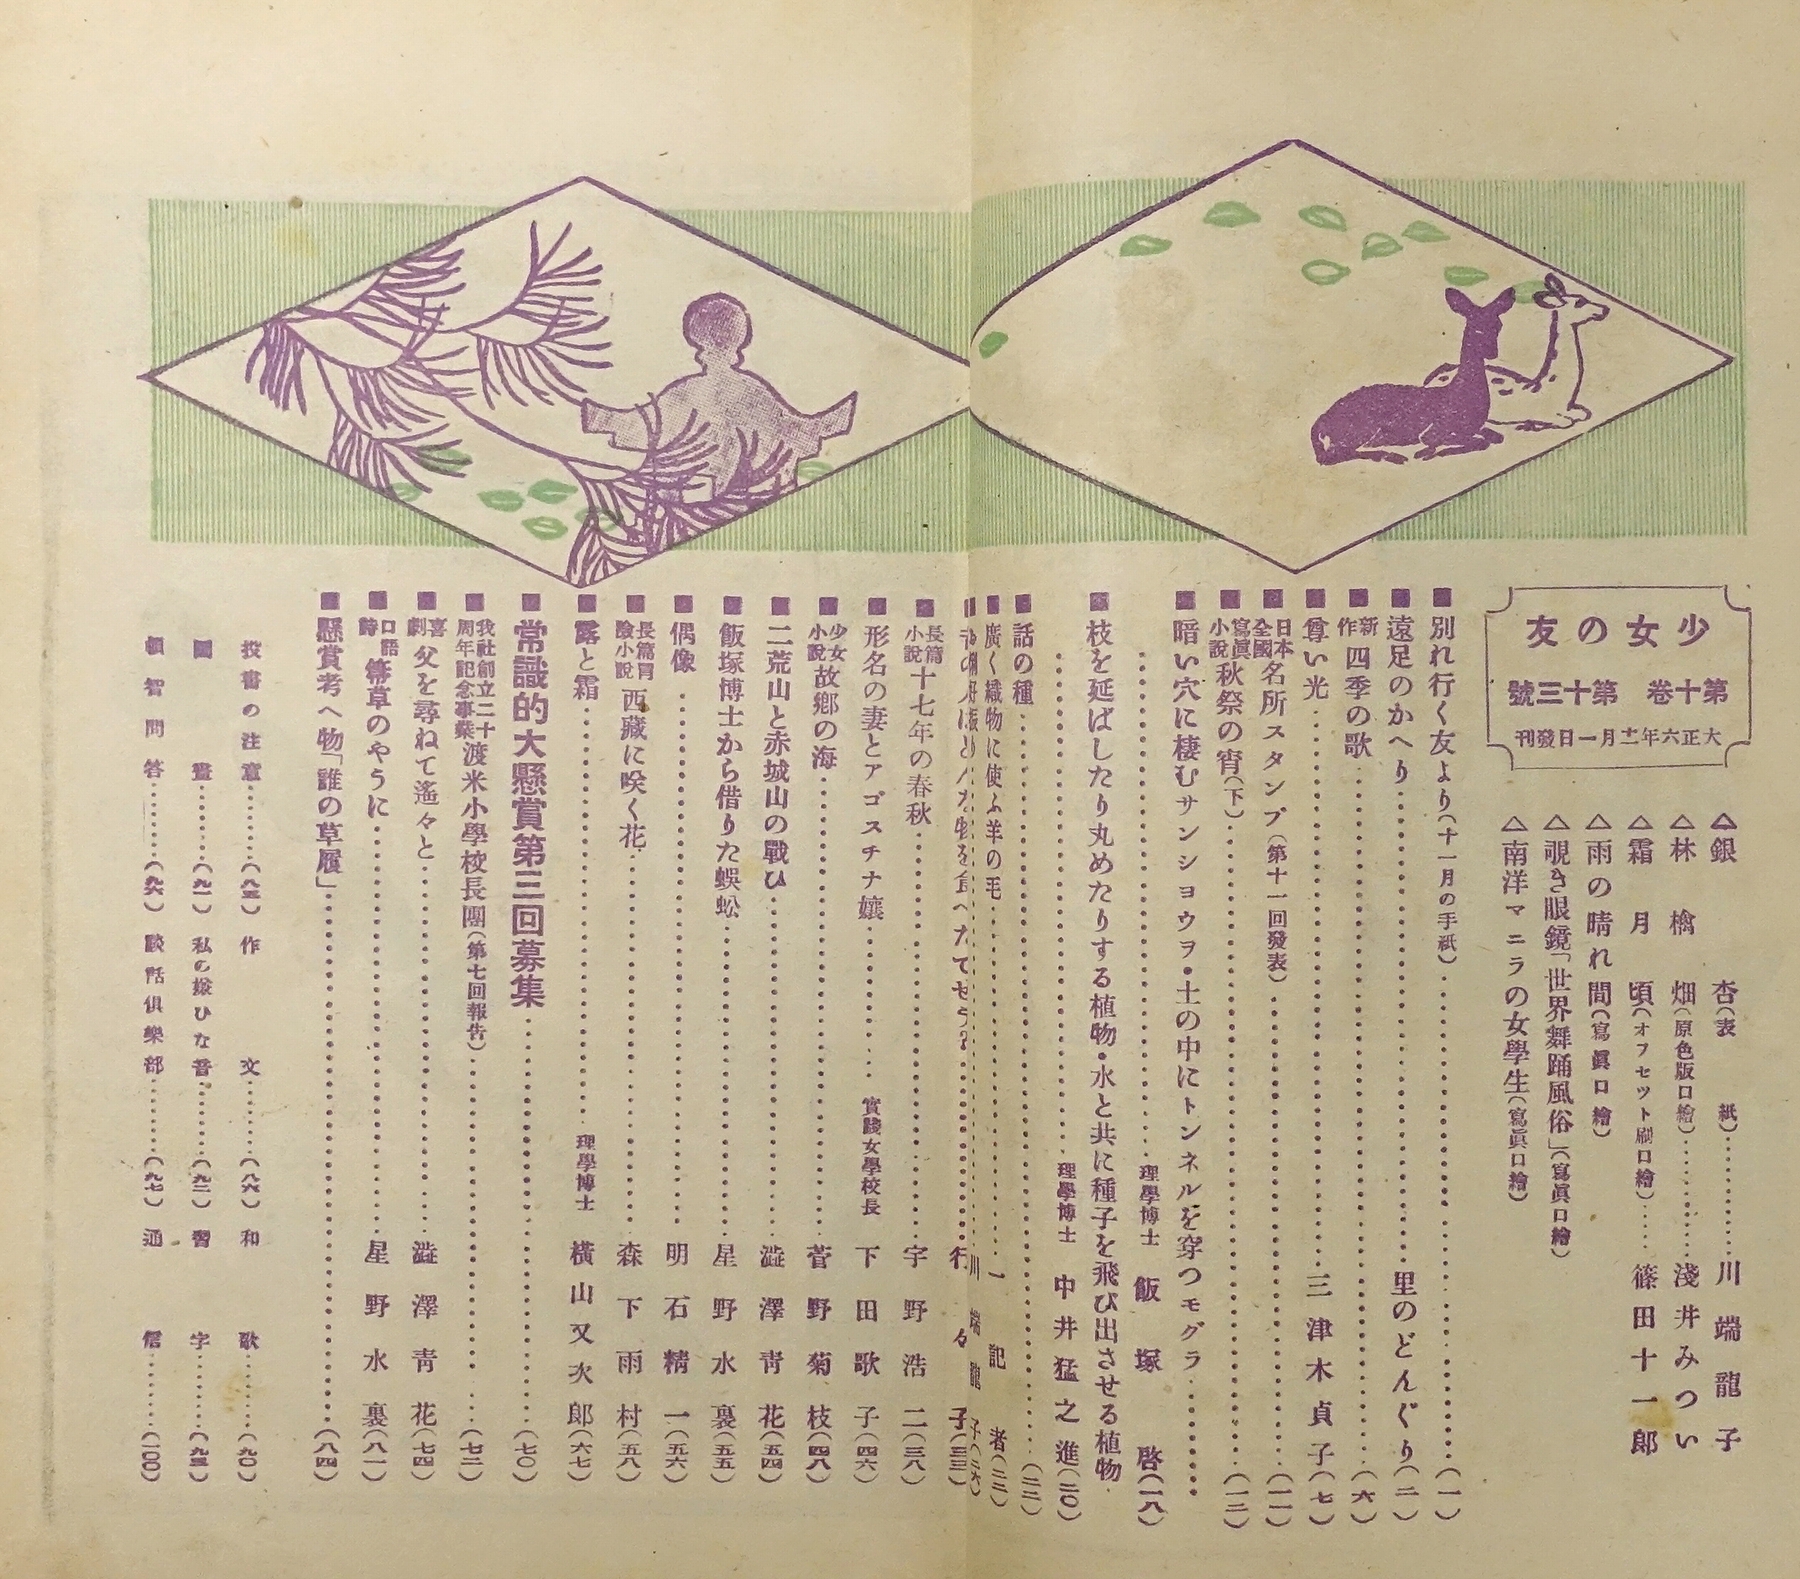 少女の友
第十卷　第十三號
大正六年十二月一日發刊
△銀杏（表紙）………川端龍子
△林檎畑（原色版口繪）………淺井みつい
△霜月頃（オフセツト刷口繪）……篠田十一郎
△雨の晴れ間（寫眞口繪）
△覗き眼鏡「世界舞踊風俗」（寫眞口繪）
△南洋マニラの女學生（寫眞口繪）
■別れ行く友より（十一月の手紙）………（一）
■遠足のかへり………里のどんぐり（二）
■新作四季の歌………（六）
■尊い光………三津木貞子（七）
■日本全國名所スタンプ（第十一回發表）………（一一）
■寫眞小說秋祭の宵（下）………（一二）
■暗い穴に棲むサンショウウヲ・土の中にトンネルを穿つモグラ………
………理學博士　飯塚啓（一八）
■枝を延ばしたり丸めたりする植物・水と共に種子を飛び出させる植物
………理學博士　中井猛之進（二〇）
■話の種………（二二）
■廣く織物に使ふ羊の毛………一記者（二三）
川端龍子（二六）
行々子（三三）
■長篇小說十七年の春秋………宇野浩二（三八）
■形名の妻とアゴスチナ孃………實踐女學校長　下田歌子（四六）
■少女小說故鄕の海………菅野菊枝（四八）
■二荒山と赤城山の戰ひ………澁澤靑花（五四）
■飯塚博士から借りた蜈蚣………星野水裏（五五）
■偶像………明石精一（五六）
■長篇冐險小說西藏に咲く花………森下雨村（五八）
■露と霜………理學博士　橫山又次郎（六七）
■常識的大懸賞第三回募集………（七〇）
■我社創立二十周年記念事業渡米小學校長團（第七回報告）………（七二）
■喜劇父を尋ねて遙々と………澁澤靑花（七四）
■口語詩箒草のやうに………星野水裏（八一）
■懸賞考へ物「誰の草履」………（八四）
投書の注意………（八五）作文………（八六）和歌………（九〇）
圖畫………（九一）私の嫁ひな音………（九二）習字………（九三）
頓智問答………（九六）談話俱樂部………（九七）通信………（一〇〇）